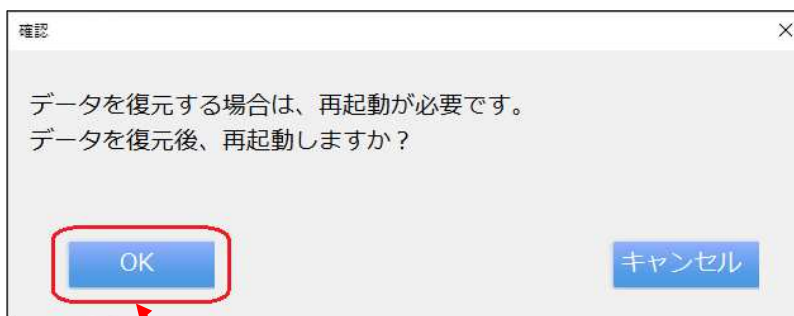 確認
データを復元する場合は、再起動が必要です。
データを復元後、再起動しますか？
OK
キャンセル